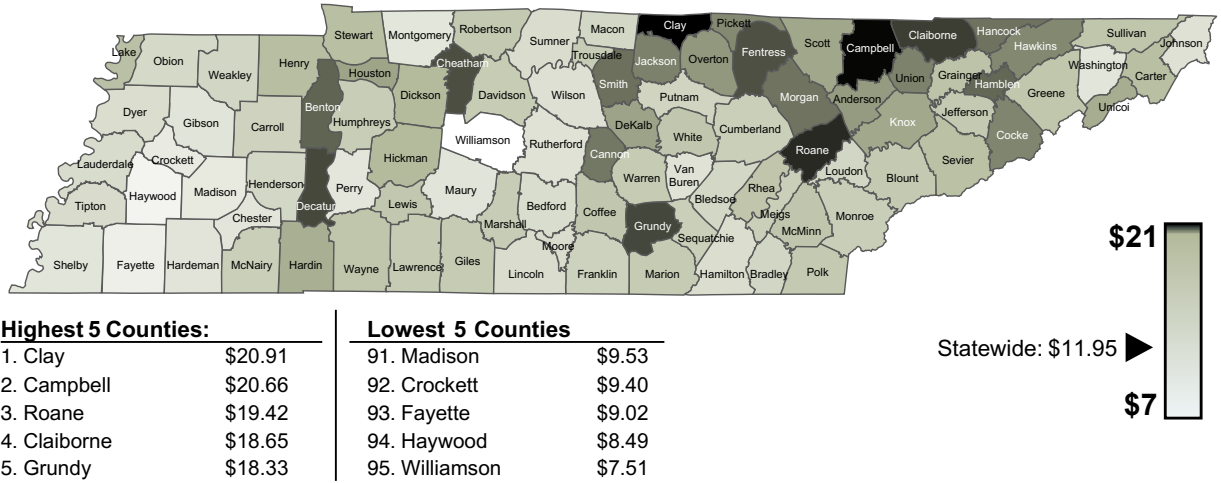 Clay
Pickett
Stewart
Montgomery
Robertson
Sumner
Macon
Trousdale
Jackson
Overton
Fentress
Scott
Campbell
Claiborne
Hancock
Hawkins
Sullivan
Johnson
Lake
Obion
Weakley
Henry
Houston
Cheatham
Smith
Putnam
Morgan
Anderson
Union
Grainger
Hamblen
Washington
Carter
Unicoi
Greene
Dyer
Gibson
Carroll
Benton
Humphreys
Dickson
Davidson
Wilson
DeKalb
White
Cumberland
Roane
Knox
Jefferson
Cocke
Williamson
Rutherford
Cannon
Lauderdale
Crockett
Haywood
Madison
Henderson
Decatur
Perry
Hickman
Maury
Warren
Van
Buren
Bledsoe
Rhea
Loudon
Blount
Sevier
Tipton
Chester
Lewis
Marshall
Bedford
Coffee
Grundy
Sequatchie
Meigs
McMinn
Monroe
Shelby
Fayette
Hardeman
McNairy
Hardin
Wayne
Lawrence
Giles
Lincoln
Moore
Franklin
Marion
Hamilton
Bradley
Polk
$21
Statewide: $11.95
$7
Highest 5 Counties:
1. Clay $20.91
2. Campbell $20.66
3. Roane $19.42
4. Claiborne $18.65
5. Grundy $18.33
Lowest 5 Counties
91. Madison $9.53
92. Crockett $9.40
93. Fayette $9.02
94. Haywood $8.49
95. Williamson $7.51